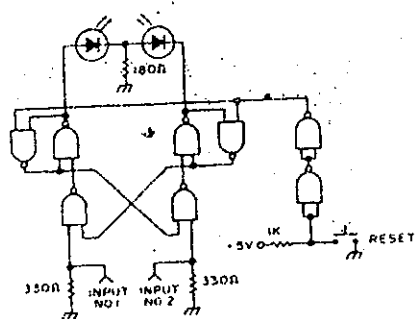 180Ω
+5V
1K
RESET
330Ω
INPUT
NO 1
INPUT
NO. 2
330Ω